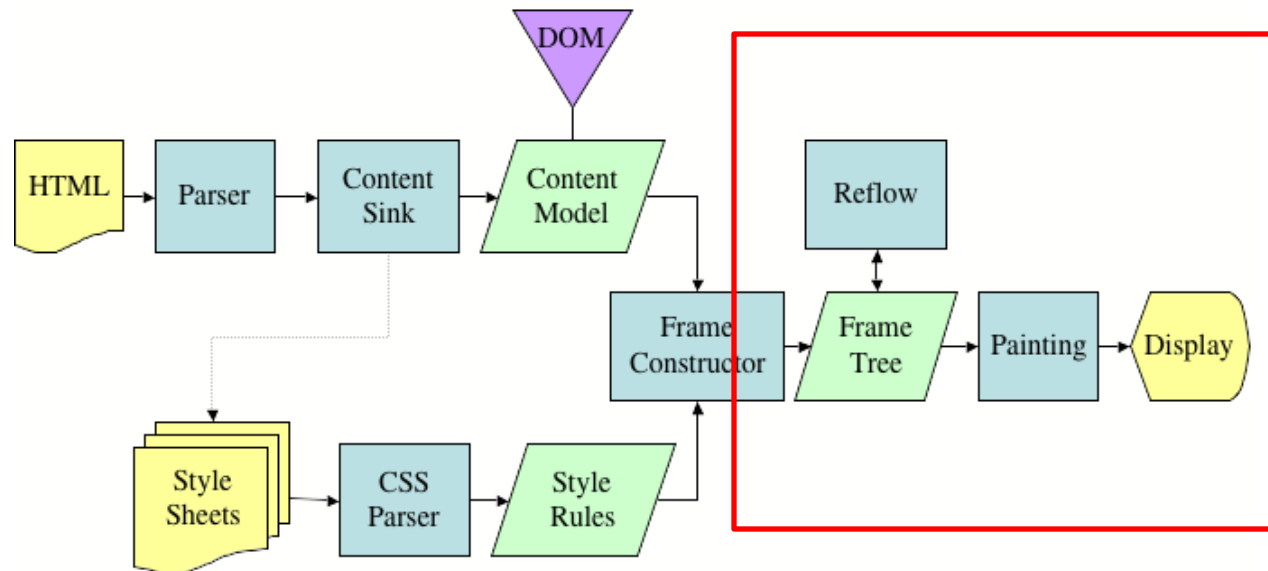 DOM
HTML
Parser
Content
Sink
Content
Model
Reflow
Frame
Constructor
Frame
Tree
Painting
Display
Style
Sheets
CSS
Parser
Style
Rules